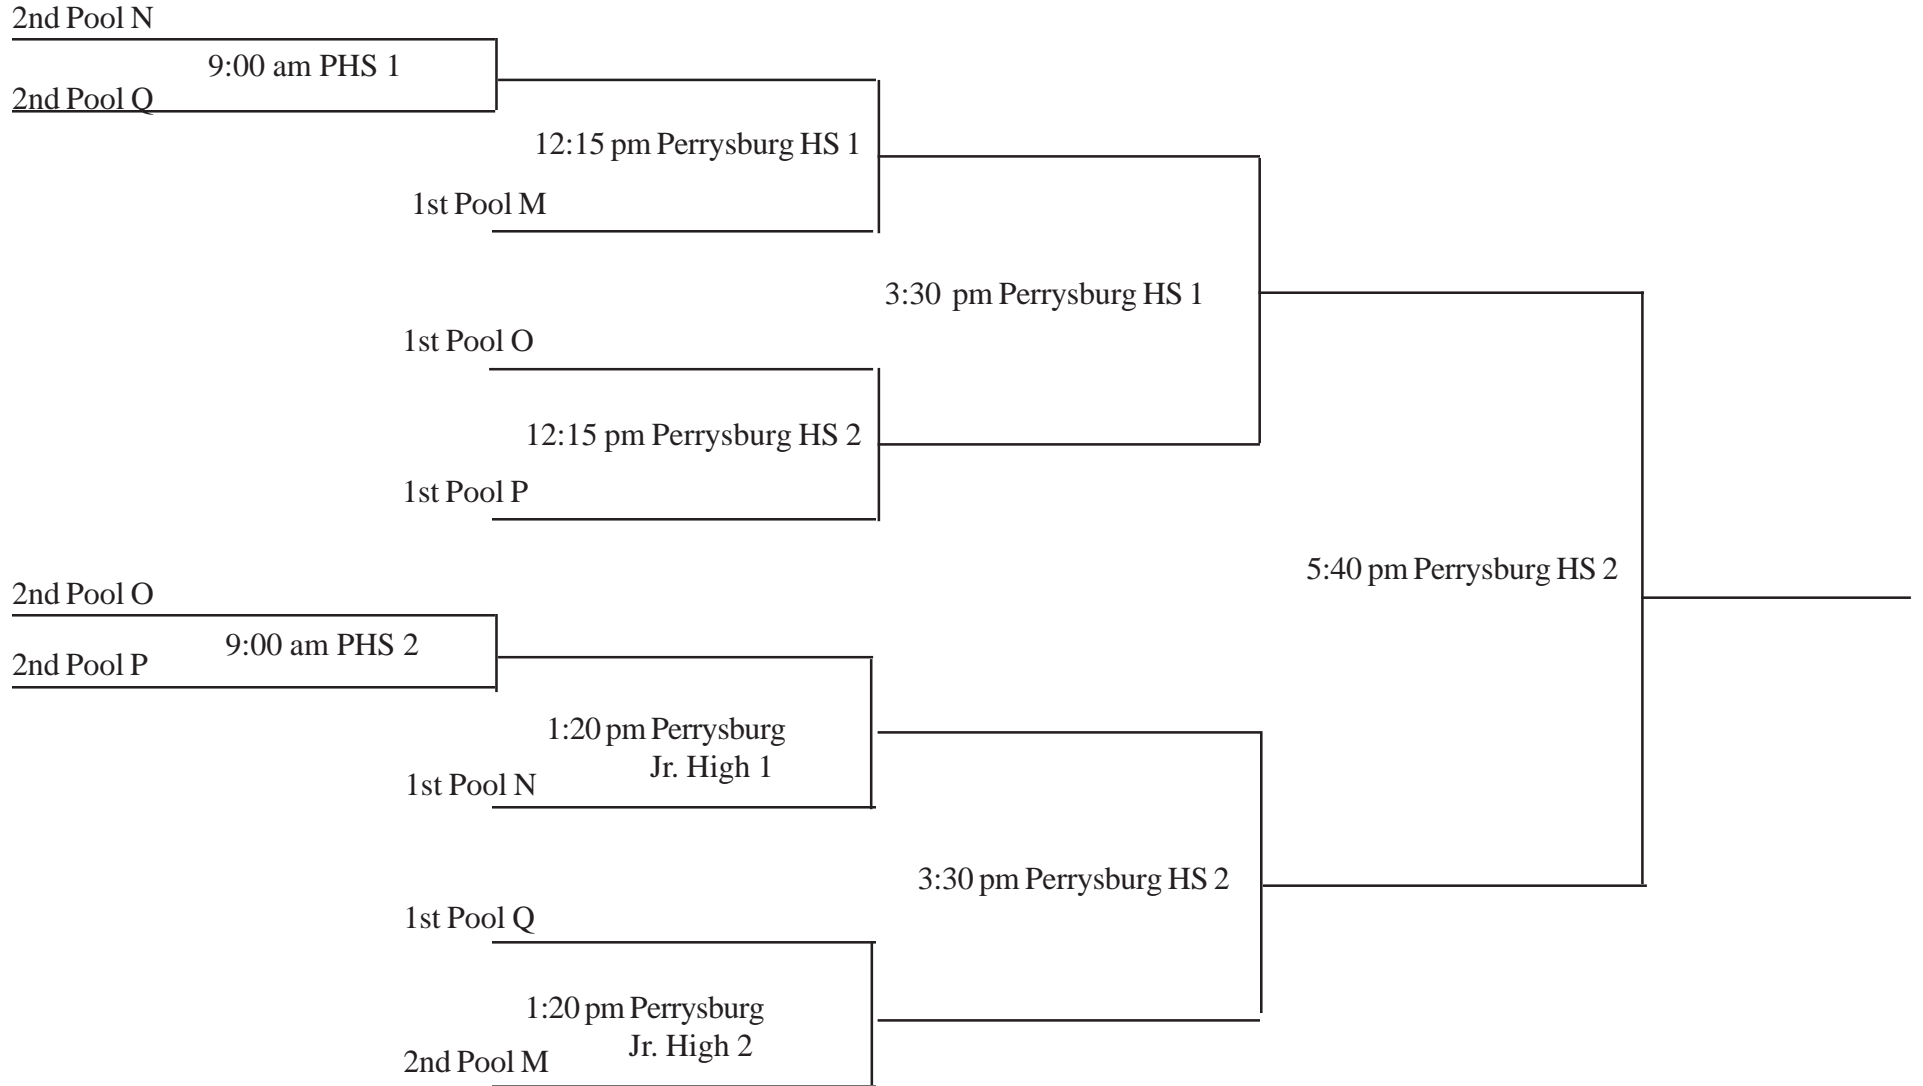 2nd Pool N
9:00 am PHS 1
2nd Pool Q
12:15 pm Perrysburg HS 1
1st Pool M
3:30 pm Perrysburg HS 1
1st Pool O
12:15 pm Perrysburg HS 2
1st Pool P
5:40 pm Perrysburg HS 2
2nd Pool O
9:00 am PHS 2
2nd Pool P
1:20 pm Perrysburg
Jr. High 1
1st Pool N
3:30 pm Perrysburg HS 2
1st Pool Q
1:20 pm Perrysburg
Jr. High 2
2nd Pool M